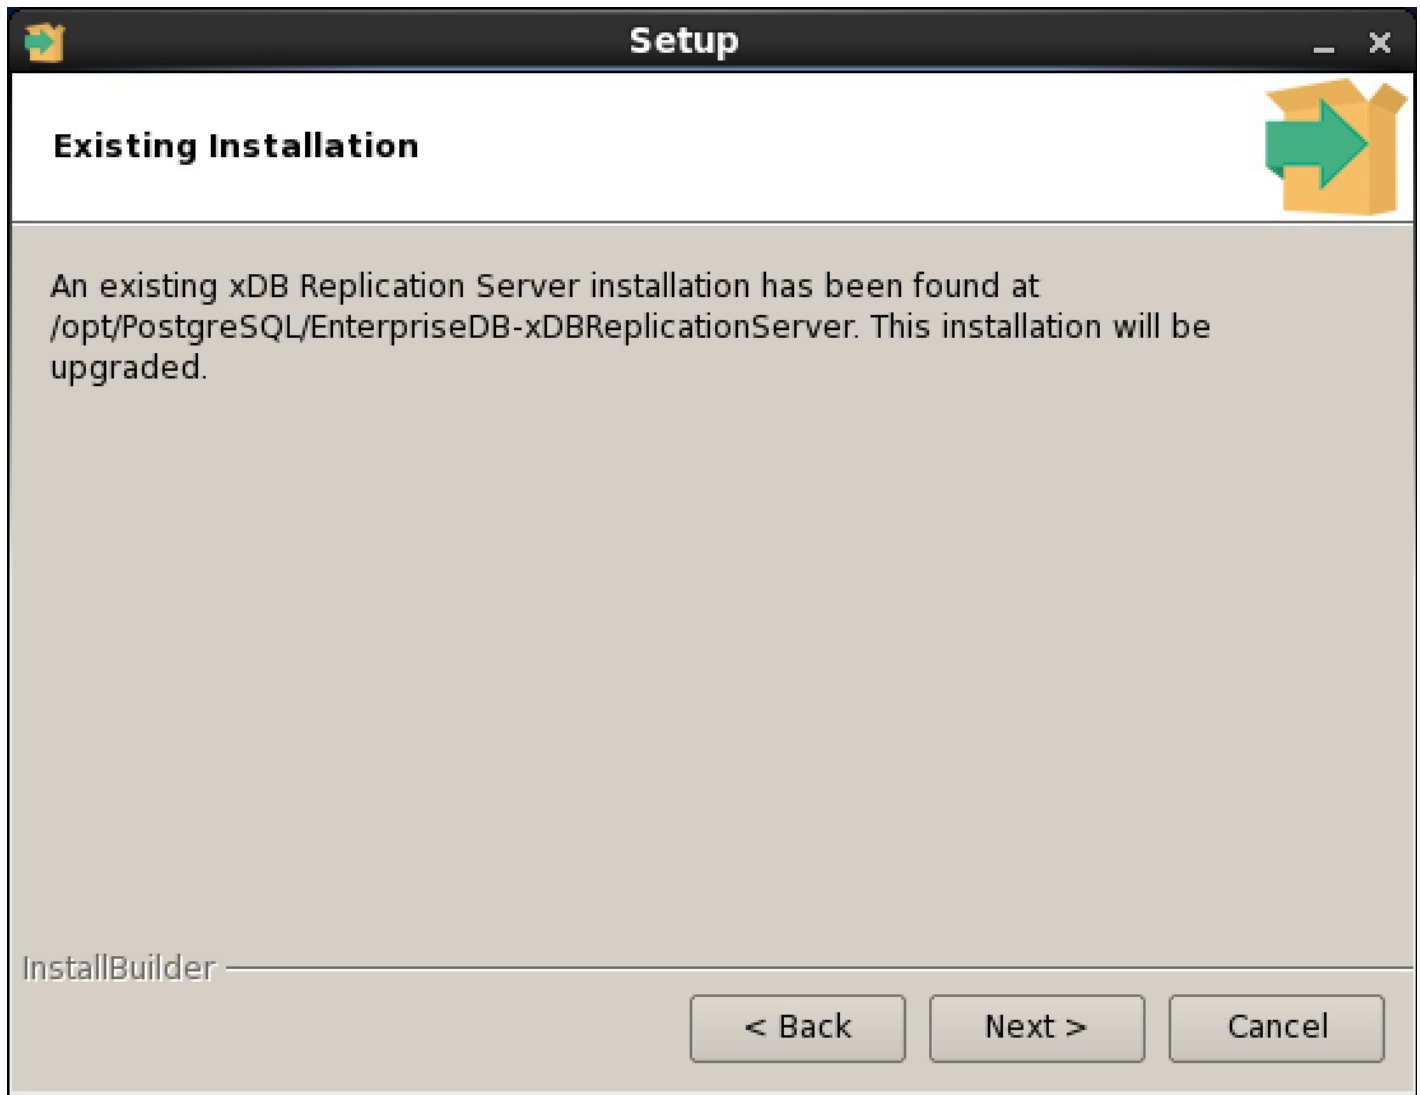 Setup
Existing Installation
An existing xDB Replication Server installation has been found at
/opt/PostgreSQL/EnterpriseDB-xDBReplicationServer. This installation will be
upgraded.
InstallBuilder
< Back
Next >
Cancel